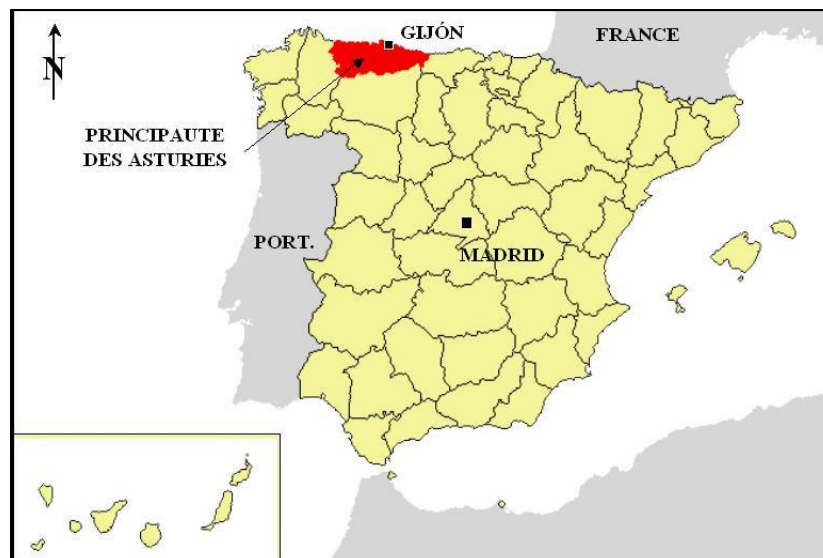 GIJÓN
FRANCE
N
PRINCIPAUTE
DES ASTURIES
PORT.
MADRID